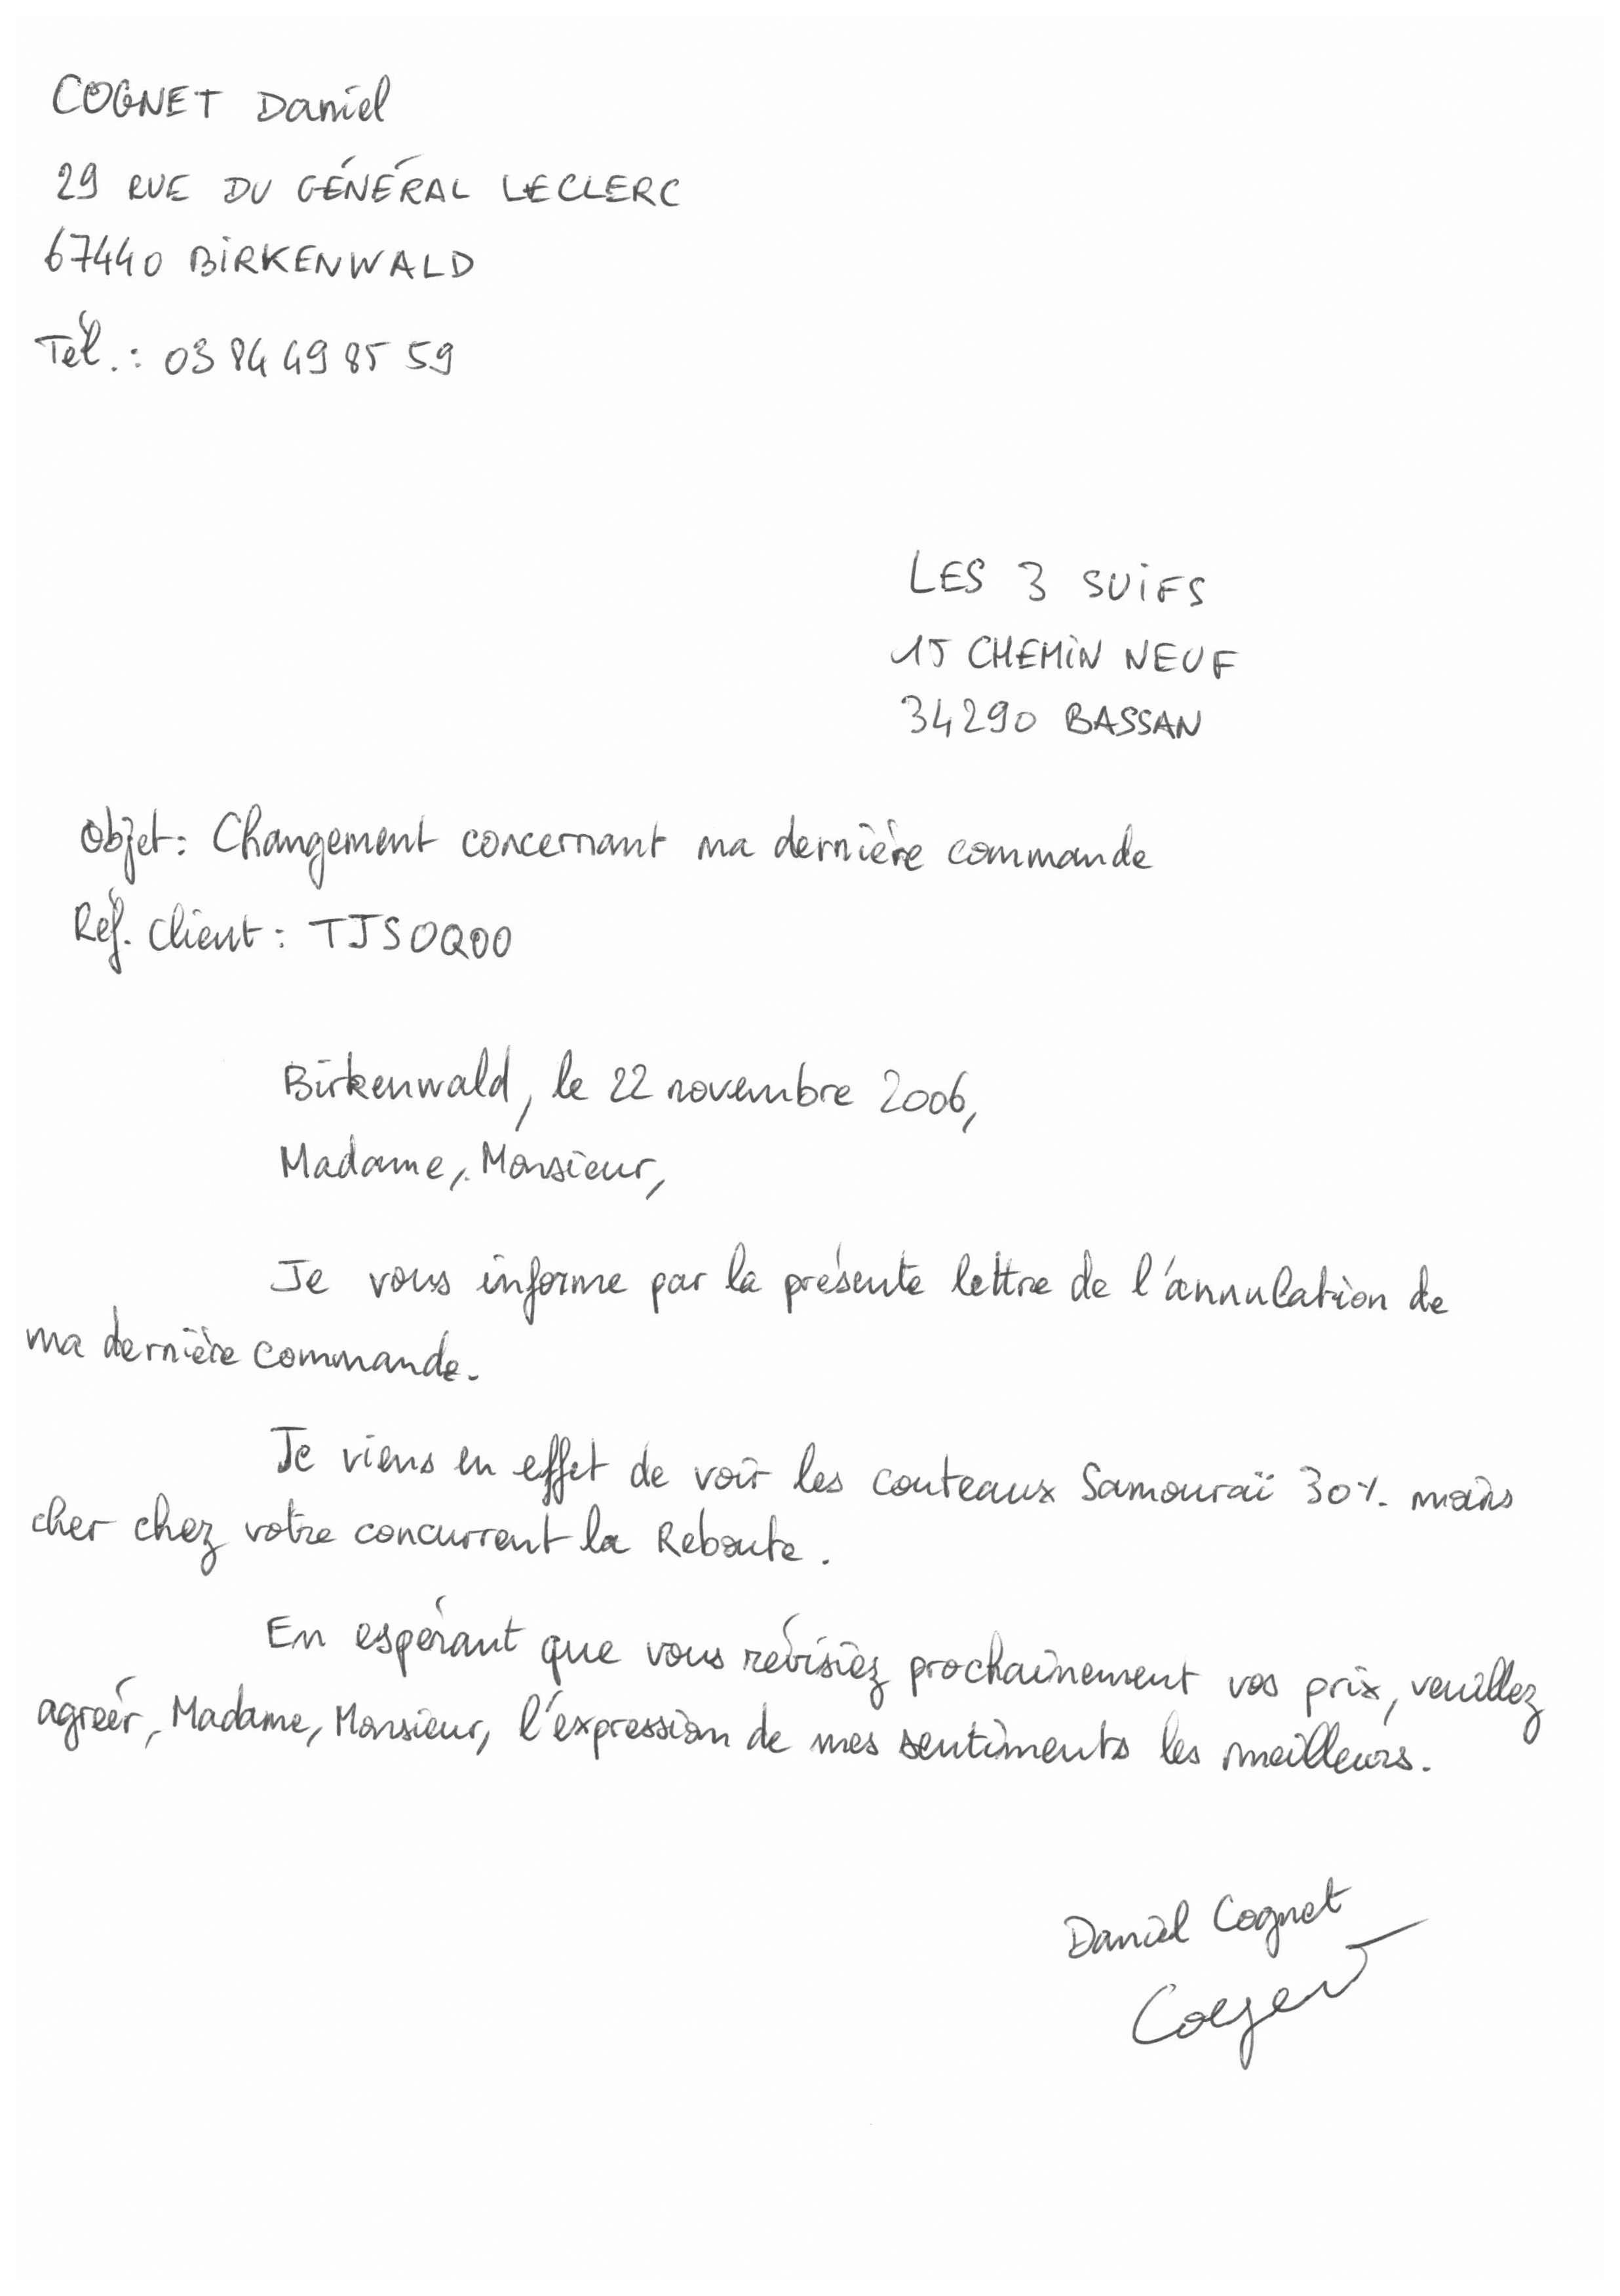 COGNET Daniel
29 RUE DU GÉNÉRAL LECLERC
67440 BIRKENWALD
Tél.: 03 84 49 85 59
LES 3 SUIFS
15 CHEMIN NEUF
34290 BASSAN
Objet: Changement concernant ma dernière commande
Réf. Client: TJSOQ00
Birkenwald, le 22 novembre 2006,
Madame, Monsieur,
Je vous informe par la présente lettre de l'annulation de
ma dernière commande.
Je viens en effet de voir les couteaux Samouraï 30% moins
cher chez votre concurrent la Reboute.
En espérant que vous révisiez prochainement vos prix, veuillez
agréer, Madame, Monsieur, l'expression de mes sentiments les meilleurs.
Daniel Cognet